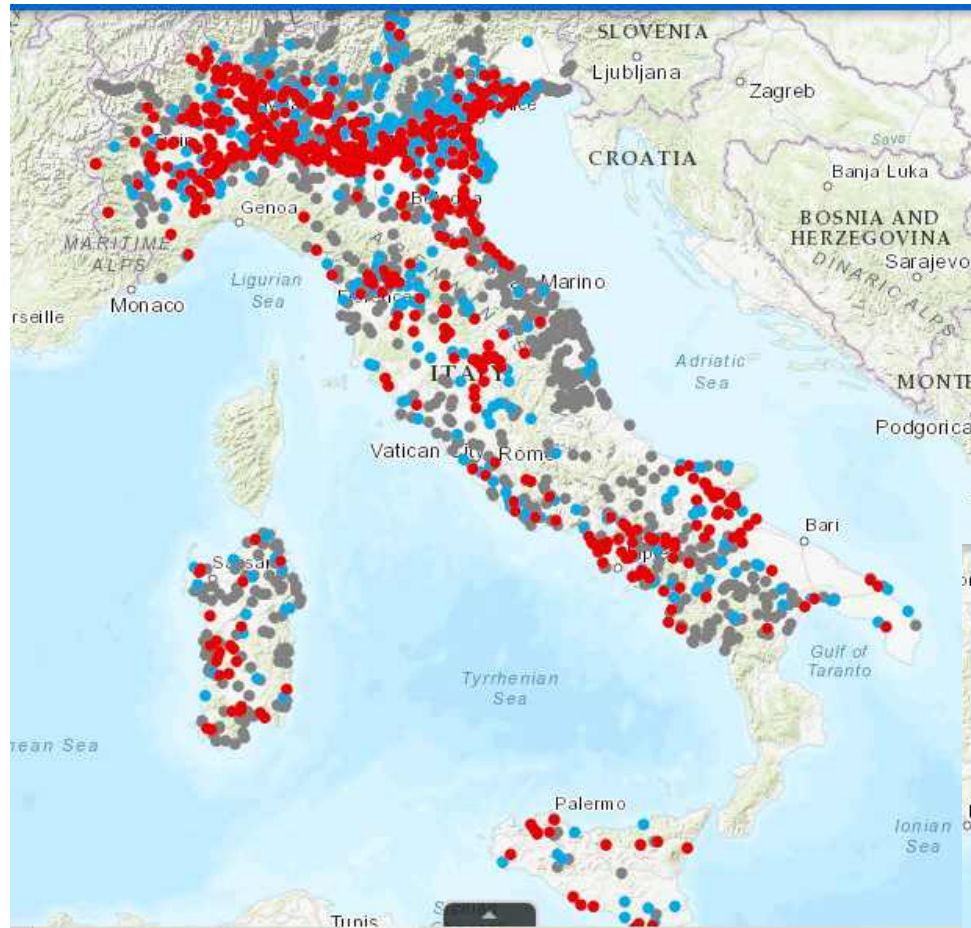 SLOVENIA
Ljubljana
Zagreb
Sava
CROATIA
Banja Luka
BOSNIA AND
HERZEGOVINA
Sarajevo
DINARIC ALPS
Genoa
MARITIME
ALPS
Monaco
rseille
Ligurian
Sea
Marino
Adriatic
Sea
ITALY
MONTE
Podgorica
Vatican City
Rome
Bari
Gulf of
Taranto
Tyrrhenian
Sea
nean Sea
Palermo
Ionian
Sea
Tunis